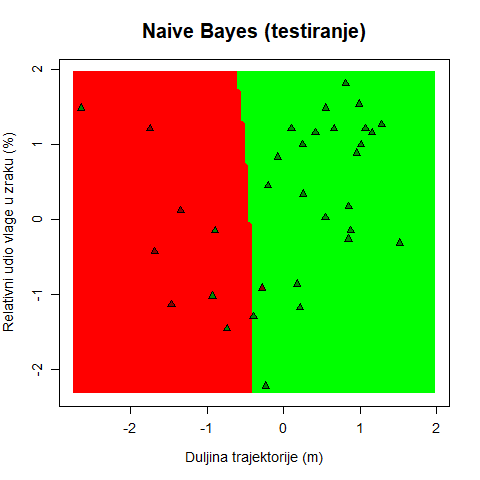 Naive Bayes (testiranje)
Relativni udio vlage u zraku (%)
2
1
0
-1
-2
-2 -1 0 1 2
Duljina trajektorije (m)